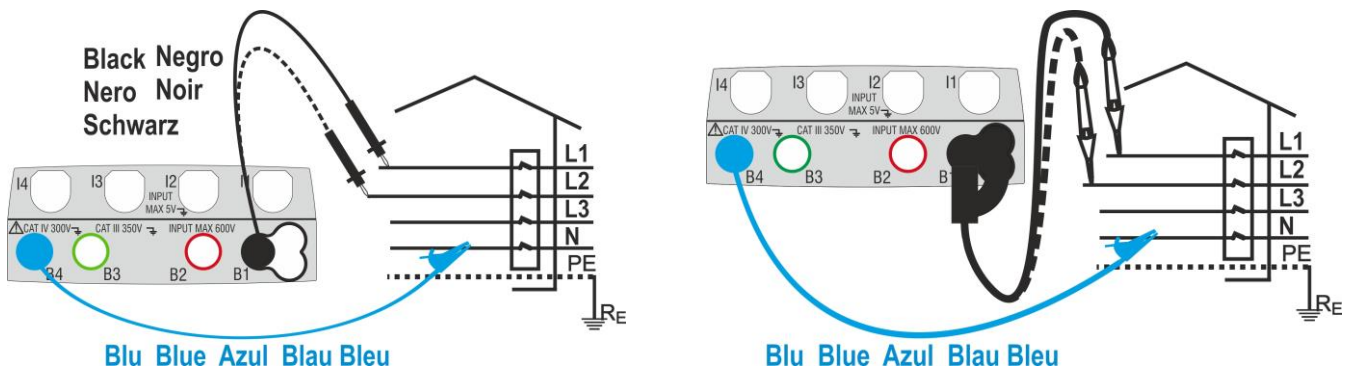 Black Negro
Nero Noir
Schwarz
I4 I3 I2 I1
INPUT
MAX 5V
CAT IV 300V CAT III 350V INPUT MAX 600V
B4 B3 B2 B1
L1
L2
L3
N
PE
RE
Blu Blue Azul Blau Bleu
I4 I3 I2 I1
INPUT
MAX 5V
CAT IV 300V CAT III 350V INPUT MAX 600V
B4 B3 B2 B1
L1
L2
L3
N
PE
RE
Blu Blue Azul Blau Bleu